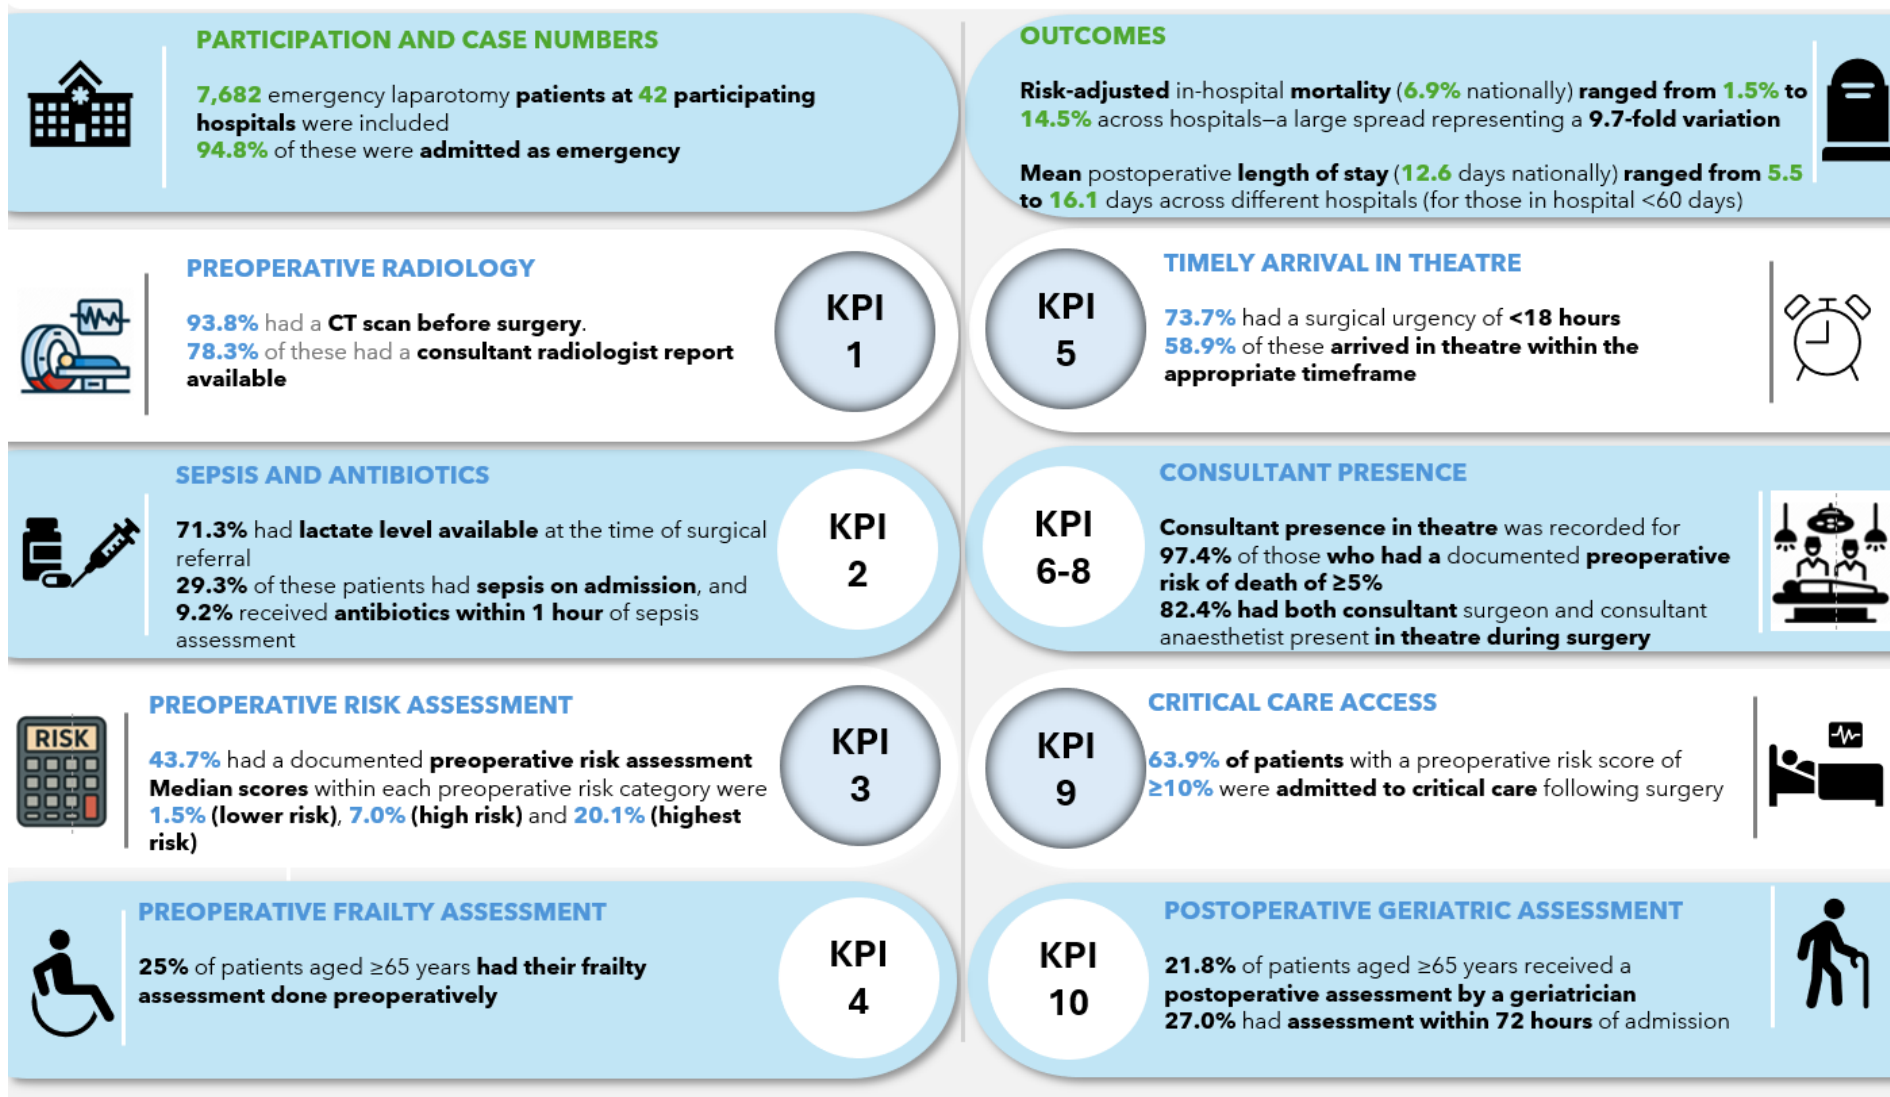 PARTICIPATION AND CASE NUMBERS
7,682 emergency laparotomy patients at 42 participating
hospitals were included
94.8% of these were admitted as emergency
OUTCOMES
Risk-adjusted in-hospital mortality (6.9% nationally) ranged from 1.5% to
14.5% across hospitals—a large spread representing a 9.7-fold variation
Mean postoperative length of stay (12.6 days nationally) ranged from 5.5
to 16.1 days across different hospitals (for those in hospital <60 days)
PREOPERATIVE RADIOLOGY
93.8% had a CT scan before surgery.
78.3% of these had a consultant radiologist report
available
KPI
1
KPI
5
TIMELY ARRIVAL IN THEATRE
73.7% had a surgical urgency of <18 hours
58.9% of these arrived in theatre within the
appropriate timeframe
SEPSIS AND ANTIBIOTICS
71.3% had lactate level available at the time of surgical
referral
29.3% of these patients had sepsis on admission, and
9.2% received antibiotics within 1 hour of sepsis
assessment
KPI
2
KPI
6-8
CONSULTANT PRESENCE
Consultant presence in theatre was recorded for
97.4% of those who had a documented preoperative
risk of death of ≥5%
82.4% had both consultant surgeon and consultant
anaesthetist present in theatre during surgery
RISK
PREOPERATIVE RISK ASSESSMENT
43.7% had a documented preoperative risk assessment
Median scores within each preoperative risk category were
1.5% (lower risk), 7.0% (high risk) and 20.1% (highest
risk)
KPI
3
KPI
9
CRITICAL CARE ACCESS
63.9% of patients with a preoperative risk score of
≥10% were admitted to critical care following surgery
PREOPERATIVE FRAILTY ASSESSMENT
25% of patients aged ≥65 years had their frailty
assessment done preoperatively
KPI
4
KPI
10
POSTOPERATIVE GERIATRIC ASSESSMENT
21.8% of patients aged ≥65 years received a
postoperative assessment by a geriatrician
27.0% had assessment within 72 hours of admission